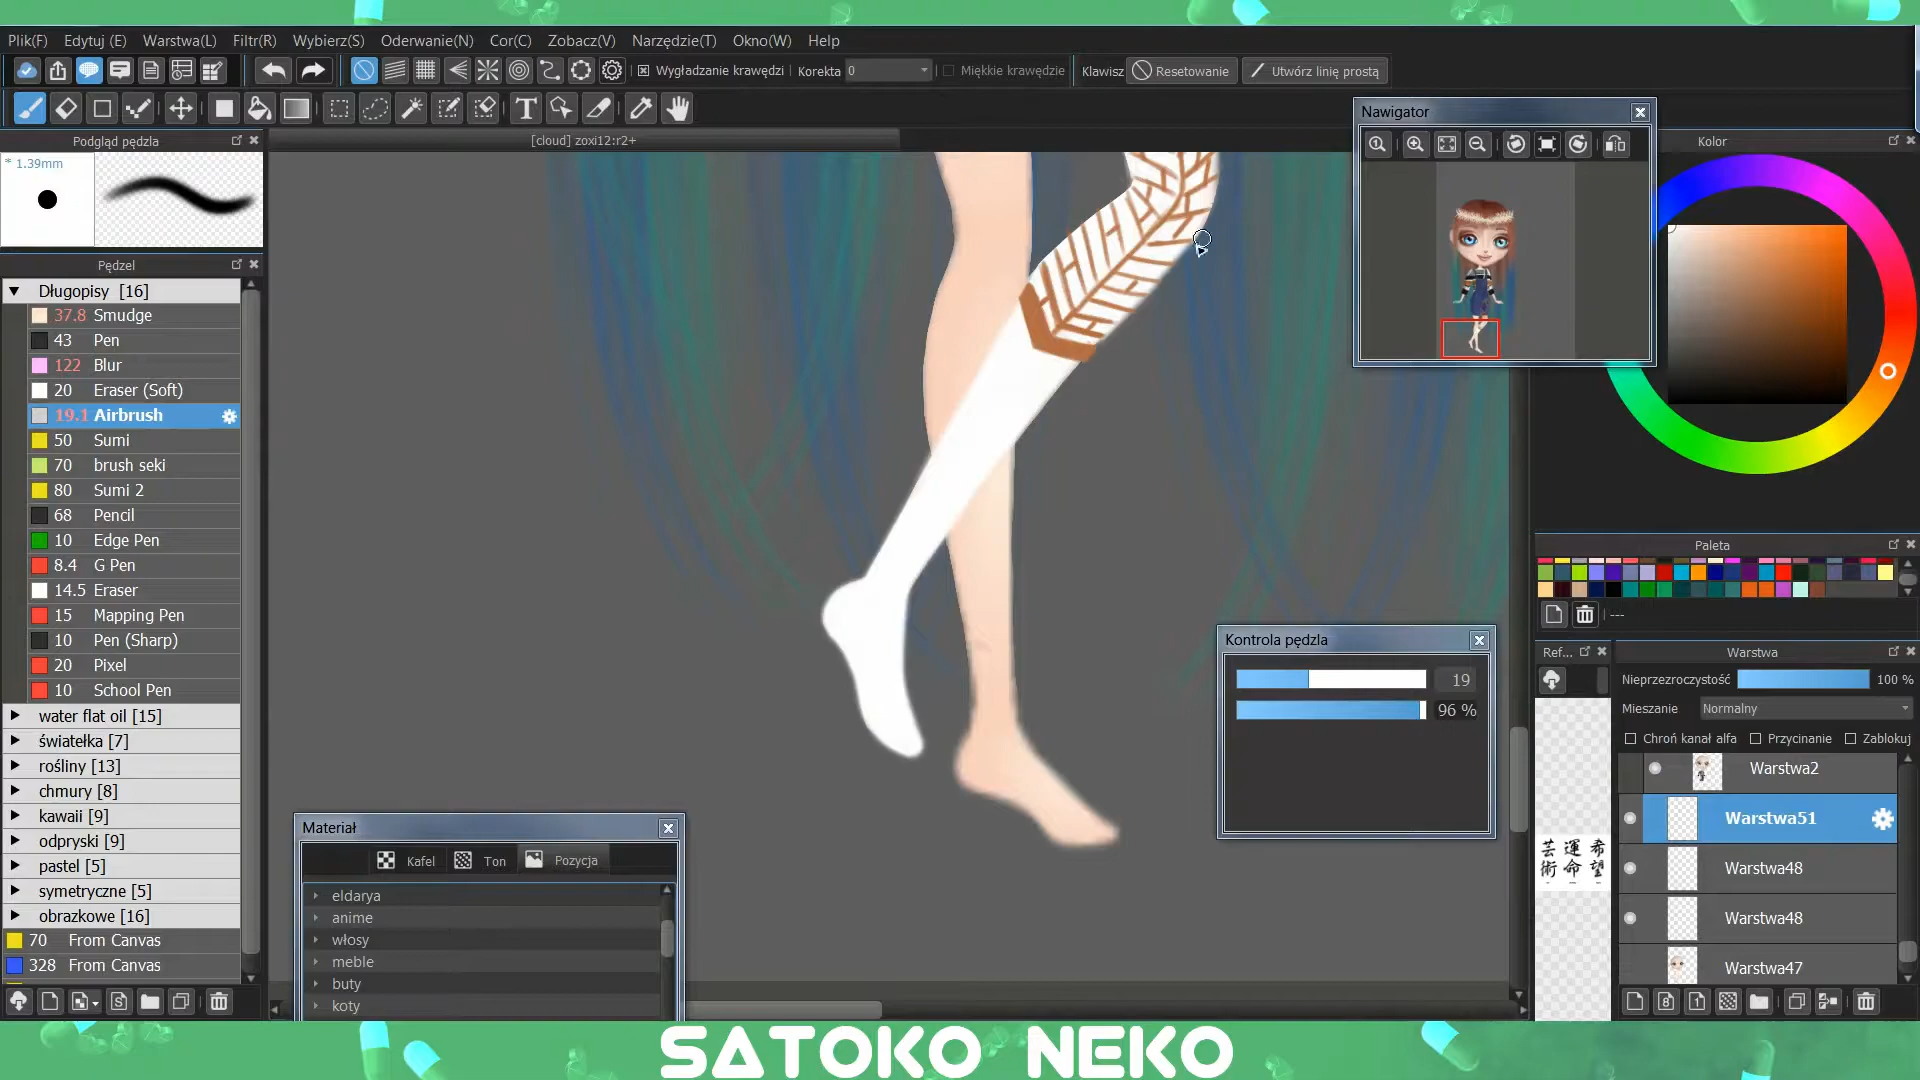 Plik(F) Edytuj (E) Warstwa(L) Filtr(R) Wybierz(S) Oderwanie(N) Cor(C) Zobacz(V) Narzędzie(T) Okno(W) Help
Wygładzanie krawędzi Korekta 0 Miękkie krawędzie Klawisz Resetowanie Utwórz linię prostą
Podgląd pędzla
* 1.39mm
[cloud] zoxi12:r2+
Nawigator
Kolor
Pędzel
Długopisy [16]
37.8 Smudge
43 Pen
122 Blur
20 Eraser (Soft)
19.1 Airbrush
50 Sumi
70 brush seki
80 Sumi 2
68 Pencil
10 Edge Pen
8.4 G Pen
14.5 Eraser
15 Mapping Pen
10 Pen (Sharp)
20 Pixel
10 School Pen
water flat oil [15]
światełka [7]
rośliny [13]
chmury [8]
kawaii [9]
odpryski [9]
pastel [5]
symetryczne [5]
obrazkowe [16]
70 From Canvas
328 From Canvas
Materiał
Kafel Ton Pozycja
eldarya
anime
włosy
meble
buty
koty
Kontrola pędzla
19
96 %
Paleta
---
Ref...
希望
運命
芸術
Warstwa
Nieprzezroczystość 100 %
Mieszanie Normalny
Chroń kanał alfa Przycinanie Zablokuj
Warstwa2
Warstwa51
Warstwa48
Warstwa48
Warstwa47
SATOKO NEKO